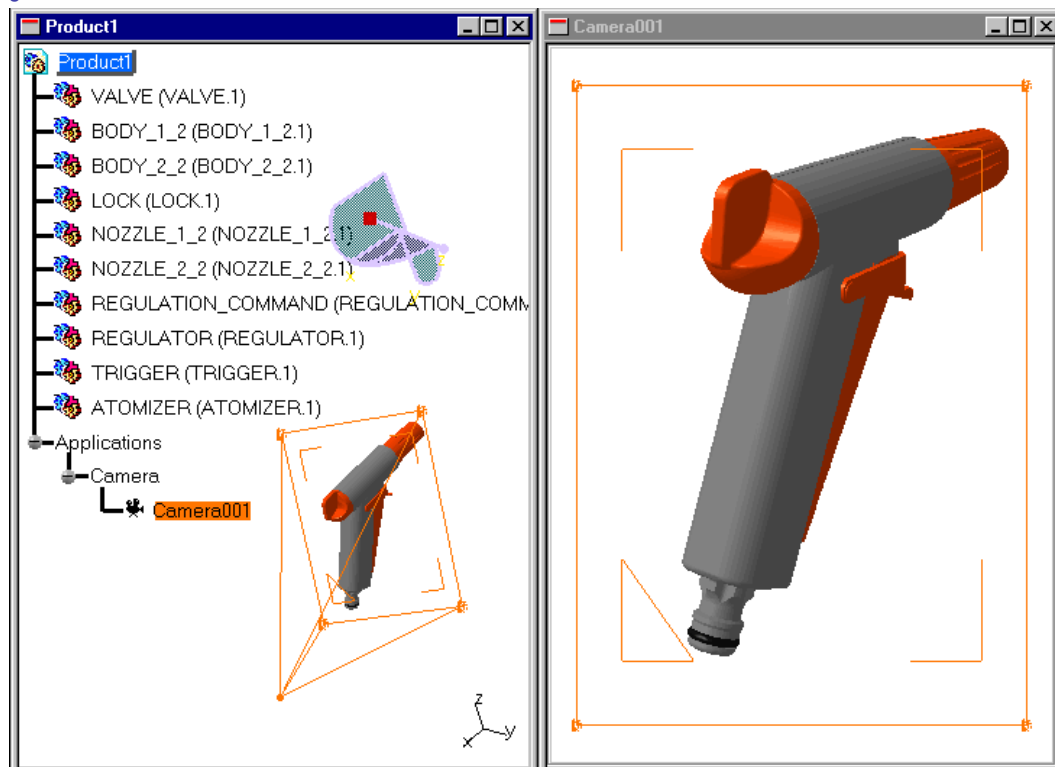 Product1
Camera001
Product1
VALVE (VALVE.1)
BODY_1_2 (BODY_1_2.1)
BODY_2_2 (BODY_2_2.1)
LOCK (LOCK.1)
NOZZLE_1_2 (NOZZLE_1_2.1)
NOZZLE_2_2 (NOZZLE_2_2.1)
REGULATION_COMMAND (REGULATION_COMM
REGULATOR (REGULATOR.1)
TRIGGER (TRIGGER.1)
ATOMIZER (ATOMIZER.1)
Applications
Camera
Camera001
x
y
z
z
x
y